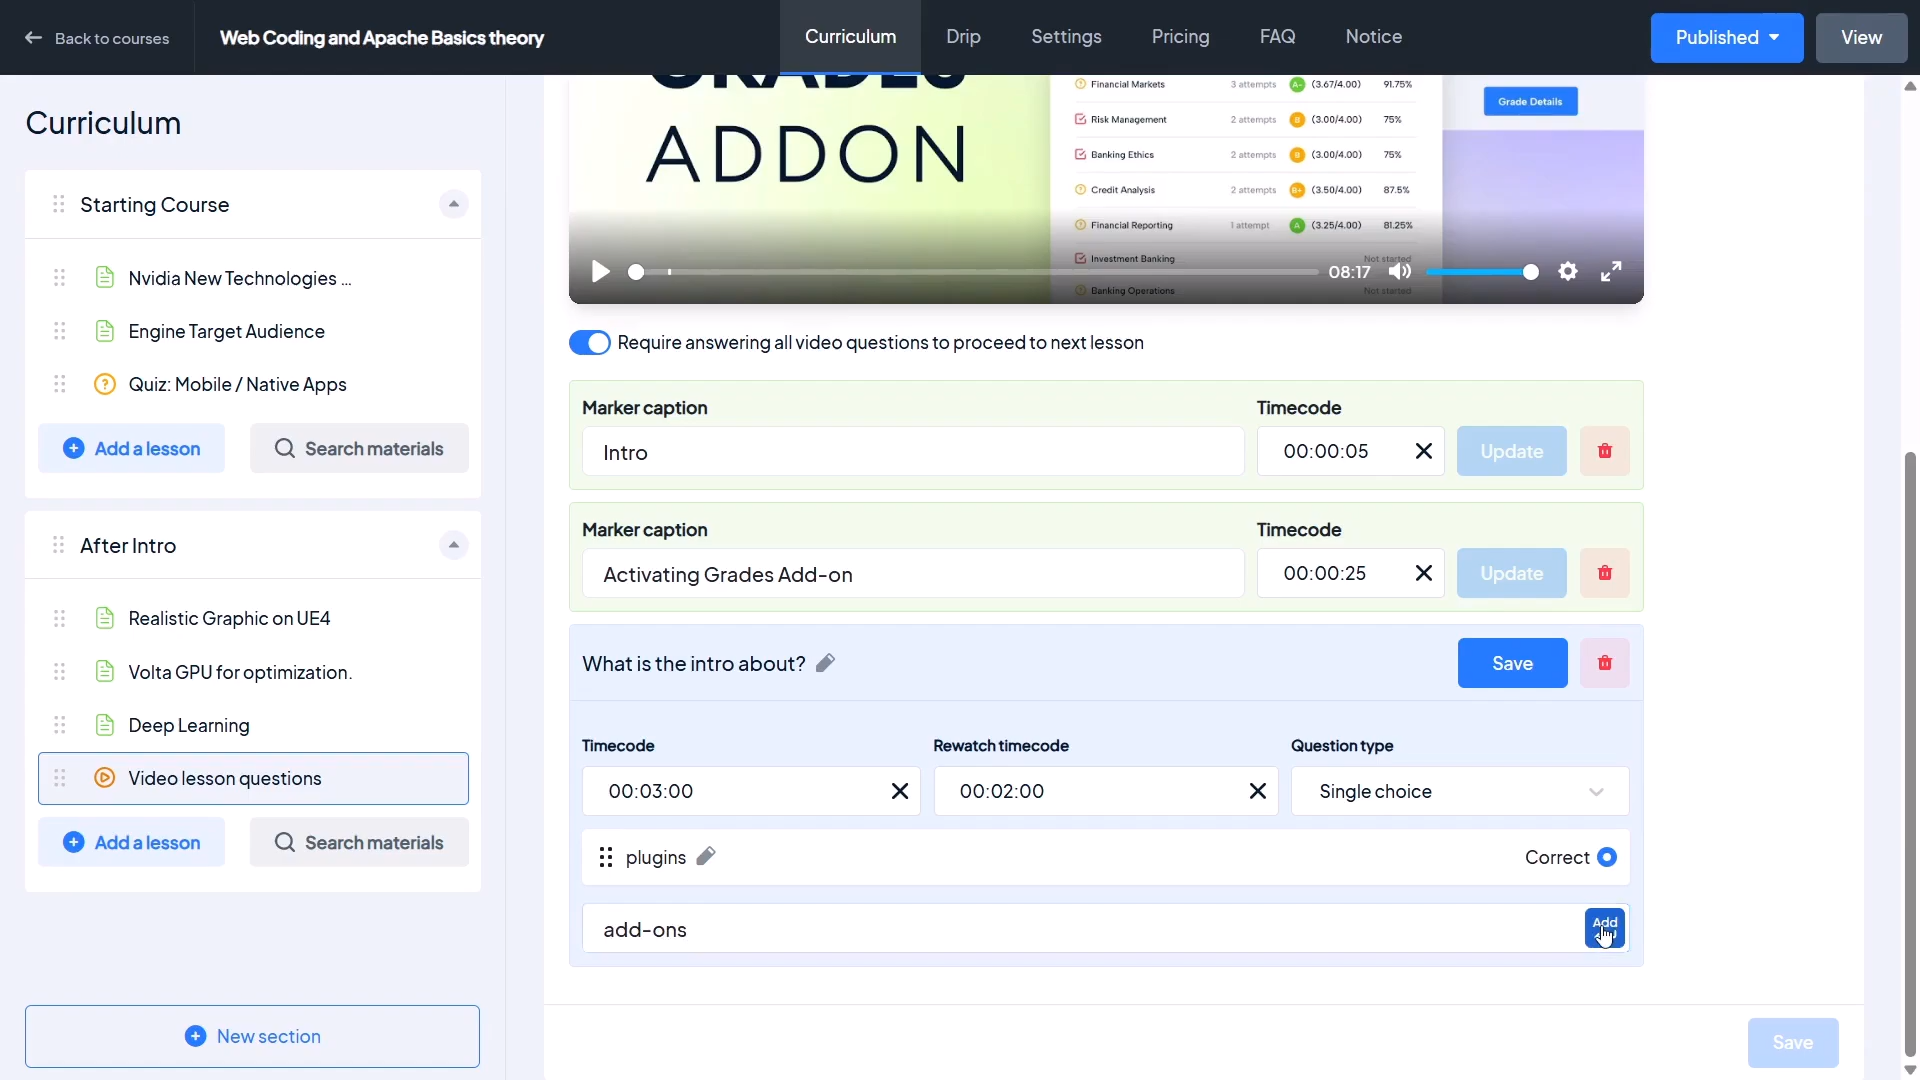 Back to courses
Web Coding and Apache Basics theory
Curriculum
Drip
Settings
Pricing
FAQ
Notice
Published
View
Curriculum
Starting Course
Nvidia New Technologies ...
Engine Target Audience
Quiz: Mobile / Native Apps
Add a lesson
Search materials
After Intro
Realistic Graphic on UE4
Volta GPU for optimization.
Deep Learning
Video lesson questions
Add a lesson
Search materials
New section
GRADES
ADDON
Financial Markets 3 attempts A- (3.67/4.00) 91.75%
Risk Management 2 attempts B (3.00/4.00) 75%
Banking Ethics 2 attempts B (3.00/4.00) 75%
Credit Analysis 2 attempts B+ (3.50/4.00) 87.5%
Financial Reporting 1 attempt A (3.25/4.00) 81.25%
Investment Banking Not started
Banking Operations Not started
Grade Details
08:17
Require answering all video questions to proceed to next lesson
Marker caption
Timecode
Intro
00:00:05
Update
Marker caption
Timecode
Activating Grades Add-on
00:00:25
Update
What is the intro about?
Save
Timecode
Rewatch timecode
Question type
00:03:00
00:02:00
Single choice
plugins
Correct
add-ons
Add
Save